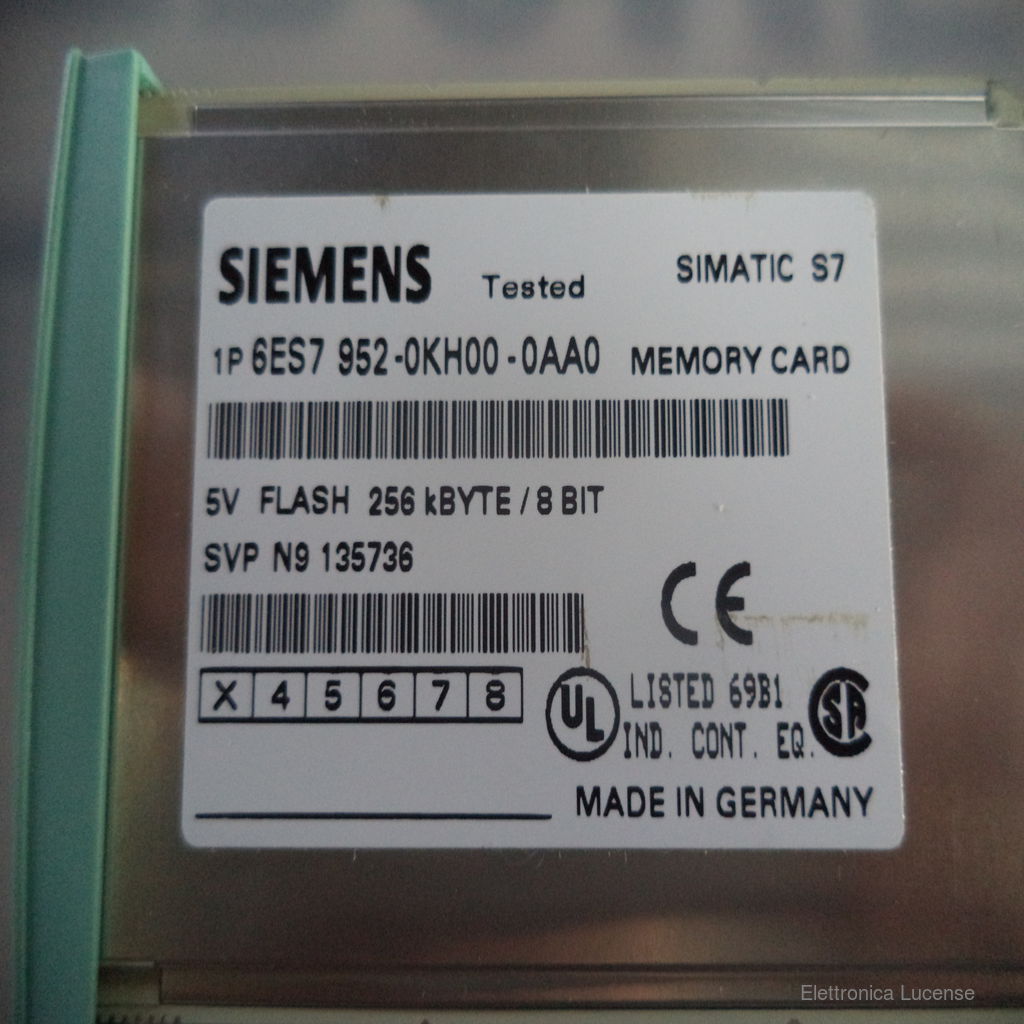 SIEMENS Tested SIMATIC S7
1P 6ES7 952-0KH00-0AA0 MEMORY CARD
5V FLASH 256 kBYTE / 8 BIT
SVP N9 135736
CE
X 4 5 6 7 8
UL LISTED 69B1 SA
IND. CONT. EQ.
MADE IN GERMANY
Elettronica Lucense